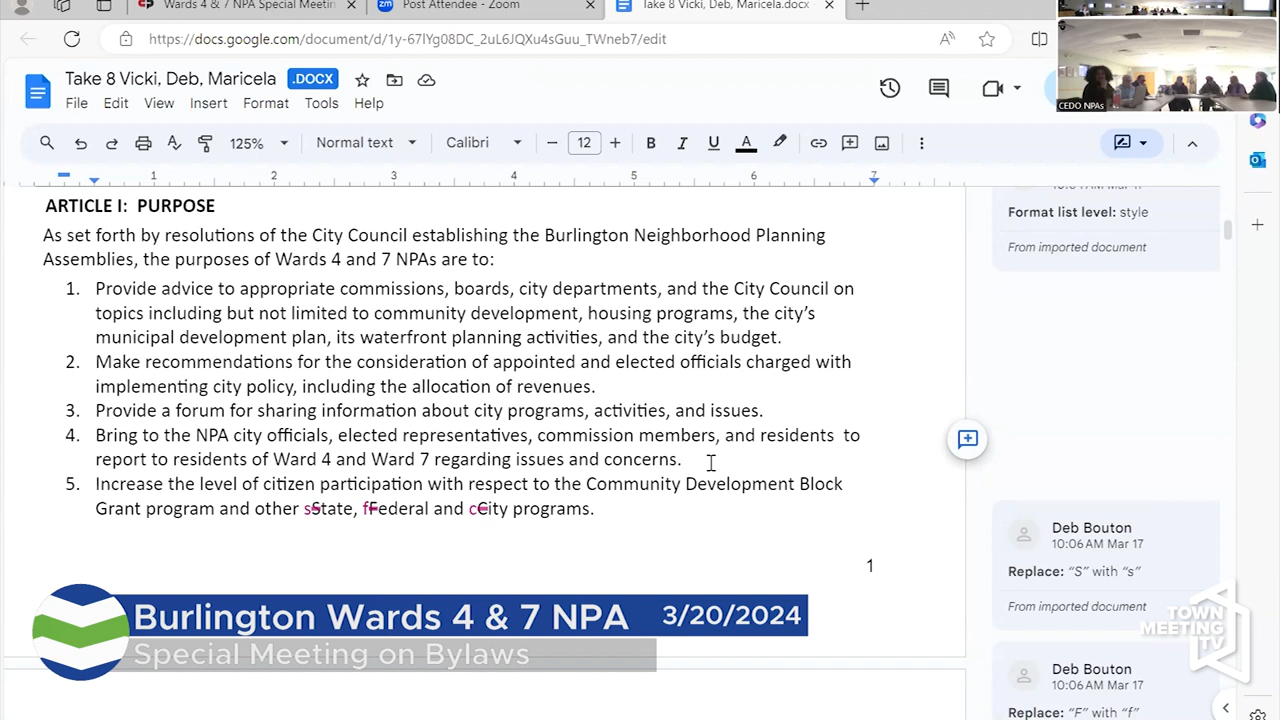 Wards 4 & 7 NPA Special Meetin
Post Attendee - Zoom
Take 8 Vicki, Deb, Maricela.docx
https://docs.google.com/document/d/1y-67lYg08DC_2uL6JQXu4sGuu_TWneb7/edit
CEDO NPAs
Take 8 Vicki, Deb, Maricela .DOCX
File Edit View Insert Format Tools Help
125% Normal text Calibri 12 B I U A
1 2 3 4 5 6 7
ARTICLE I: PURPOSE
As set forth by resolutions of the City Council establishing the Burlington Neighborhood Planning
Assemblies, the purposes of Wards 4 and 7 NPAs are to:
1. Provide advice to appropriate commissions, boards, city departments, and the City Council on
topics including but not limited to community development, housing programs, the city's
municipal development plan, its waterfront planning activities, and the city's budget.
2. Make recommendations for the consideration of appointed and elected officials charged with
implementing city policy, including the allocation of revenues.
3. Provide a forum for sharing information about city programs, activities, and issues.
4. Bring to the NPA city officials, elected representatives, commission members, and residents to
report to residents of Ward 4 and Ward 7 regarding issues and concerns.
5. Increase the level of citizen participation with respect to the Community Development Block
Grant program and other sState, fFederal and cCity programs.
1
Format list level: style
From imported document
Deb Bouton
10:06 AM Mar 17
Replace: “S” with “s”
From imported document
Deb Bouton
10:06 AM Mar 17
Replace: “F” with “f”
Burlington Wards 4 & 7 NPA 3/20/2024
Special Meeting on Bylaws
TOWN
MEETING
TV